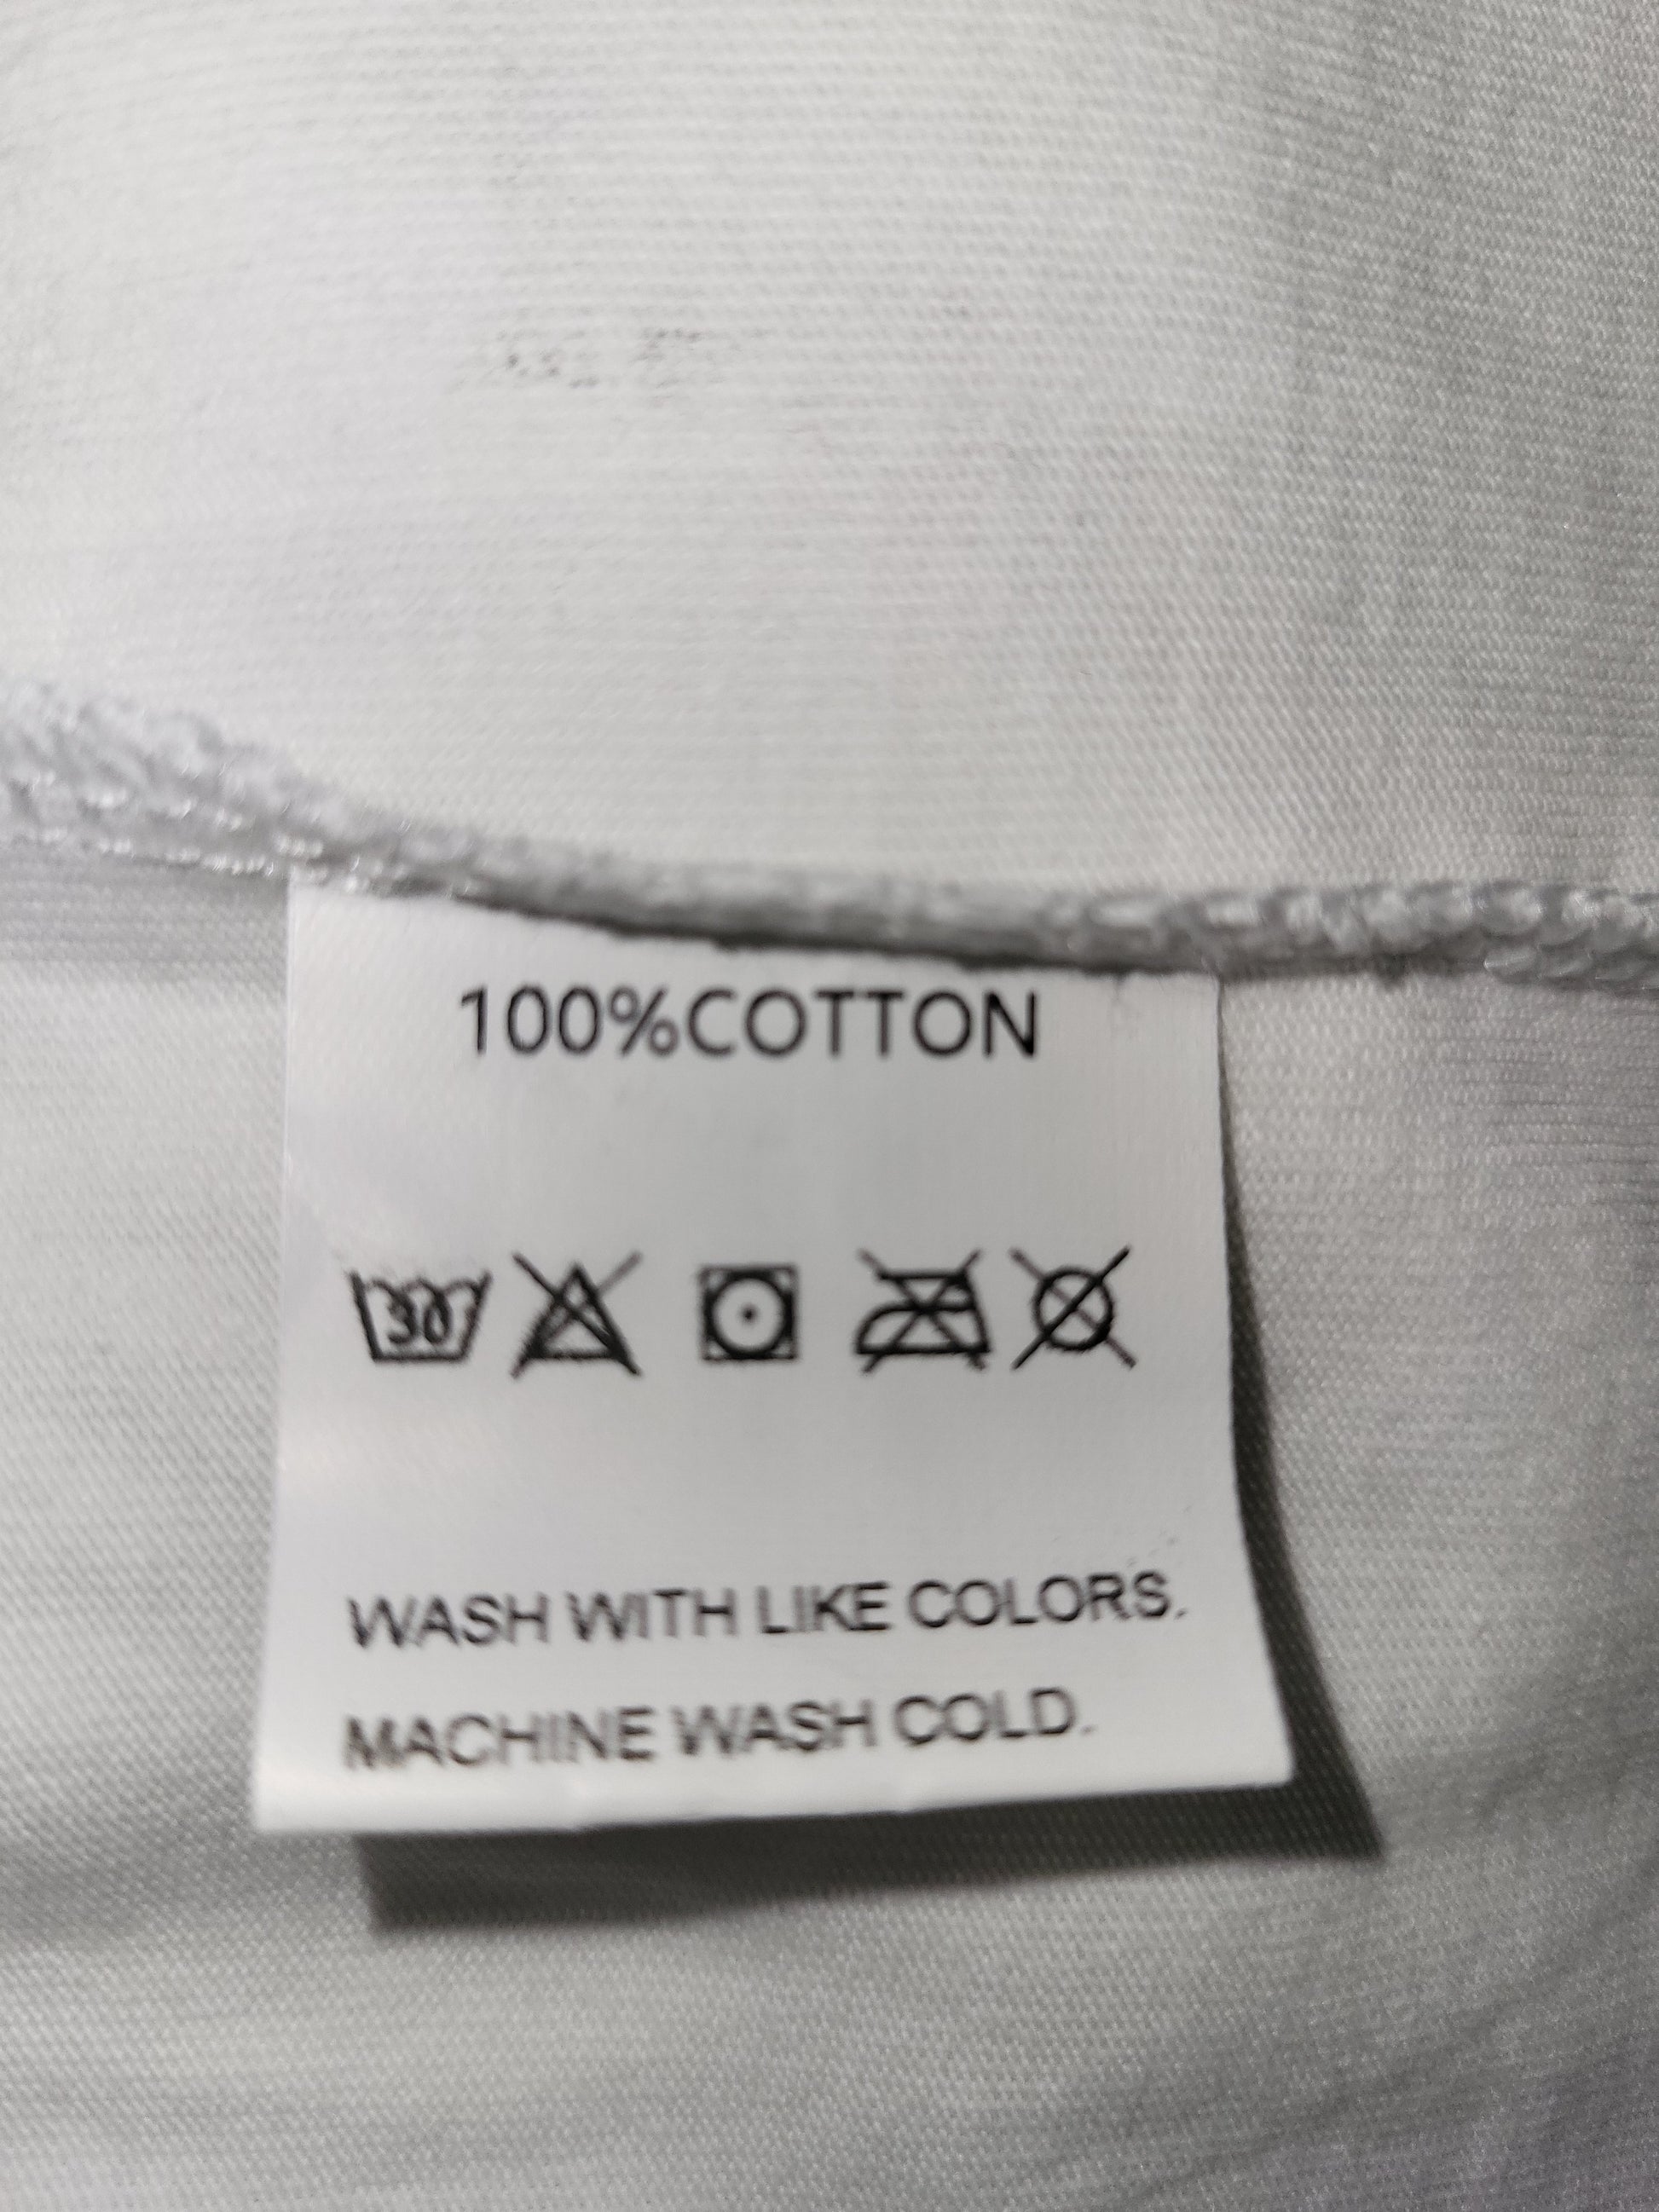 100%COTTON
30
WASH WITH LIKE COLORS.
MACHINE WASH COLD.